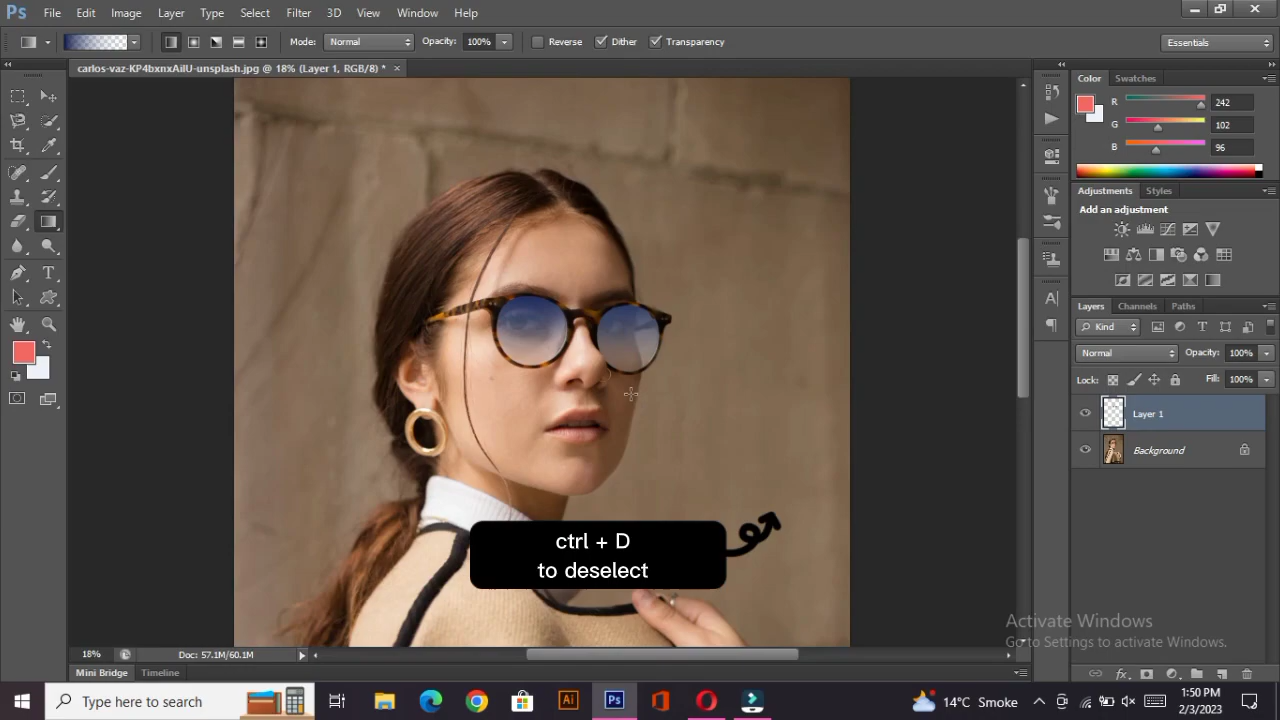 Ps File Edit Image Layer Type Select Filter 3D View Window Help
Mode: Normal Opacity: 100% Reverse Dither Transparency Essentials
carlos-vaz-KP4bxnxAilU-unsplash.jpg @ 18% (Layer 1, RGB/8) *
Color Swatches
R 242
G 102
B 96
Adjustments Styles
Add an adjustment
Layers Channels Paths
Kind
Normal Opacity: 100%
Lock: Fill: 100%
Layer 1
Background
ctrl + D
to deselect
Activate Windows
Go to Settings to activate Windows.
18% Doc: 57.1M/60.1M
Mini Bridge Timeline
Type here to search
Ai Ps
14°C Smoke
1:50 PM
2/3/2023